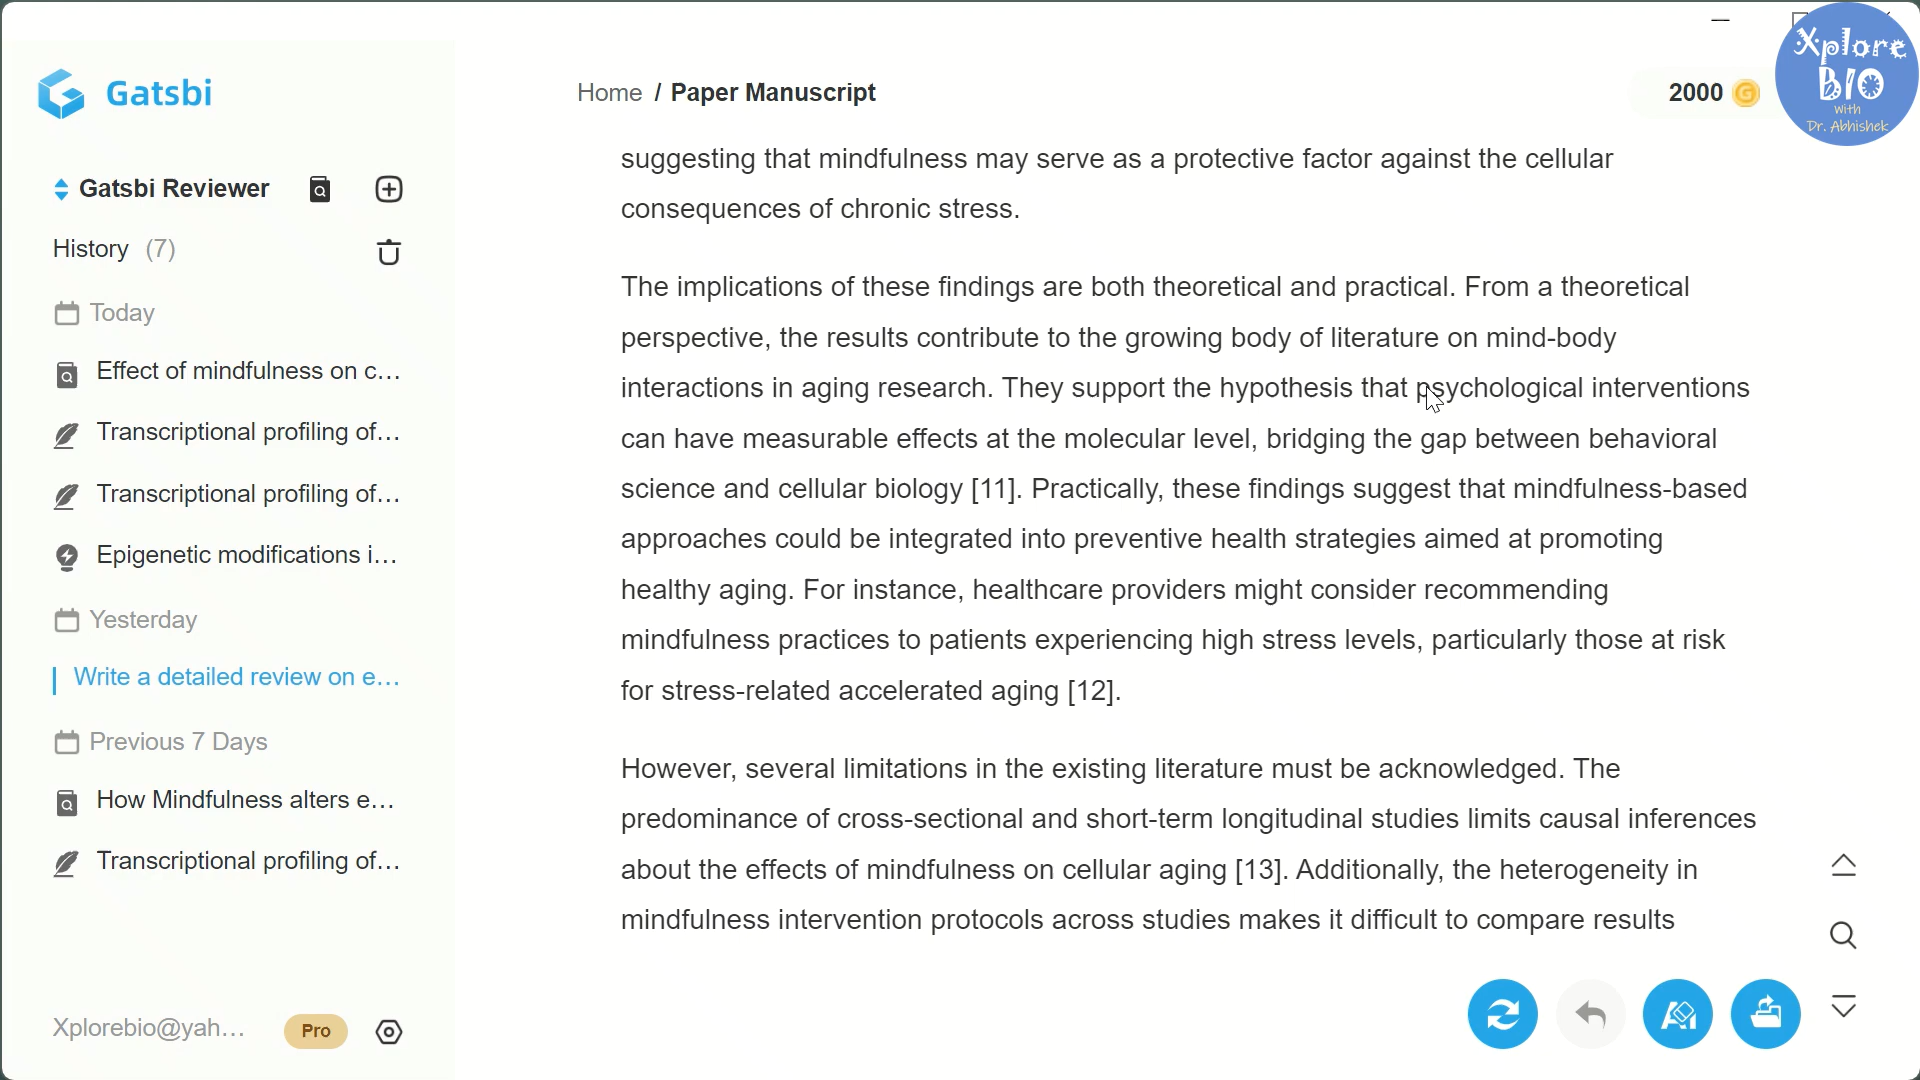 Gatsbi
Home / Paper Manuscript
2000
Xplore
BIO
with
Dr. Abhishek
Gatsbi Reviewer
History (7)
Today
Effect of mindfulness on c...
Transcriptional profiling of...
Transcriptional profiling of...
Epigenetic modifications i...
Yesterday
Write a detailed review on e...
Previous 7 Days
How Mindfulness alters e...
Transcriptional profiling of...
Xplorebio@yah...
Pro
suggesting that mindfulness may serve as a protective factor against the cellular
consequences of chronic stress.
The implications of these findings are both theoretical and practical. From a theoretical
perspective, the results contribute to the growing body of literature on mind-body
interactions in aging research. They support the hypothesis that psychological interventions
can have measurable effects at the molecular level, bridging the gap between behavioral
science and cellular biology [11]. Practically, these findings suggest that mindfulness-based
approaches could be integrated into preventive health strategies aimed at promoting
healthy aging. For instance, healthcare providers might consider recommending
mindfulness practices to patients experiencing high stress levels, particularly those at risk
for stress-related accelerated aging [12].
However, several limitations in the existing literature must be acknowledged. The
predominance of cross-sectional and short-term longitudinal studies limits causal inferences
about the effects of mindfulness on cellular aging [13]. Additionally, the heterogeneity in
mindfulness intervention protocols across studies makes it difficult to compare results